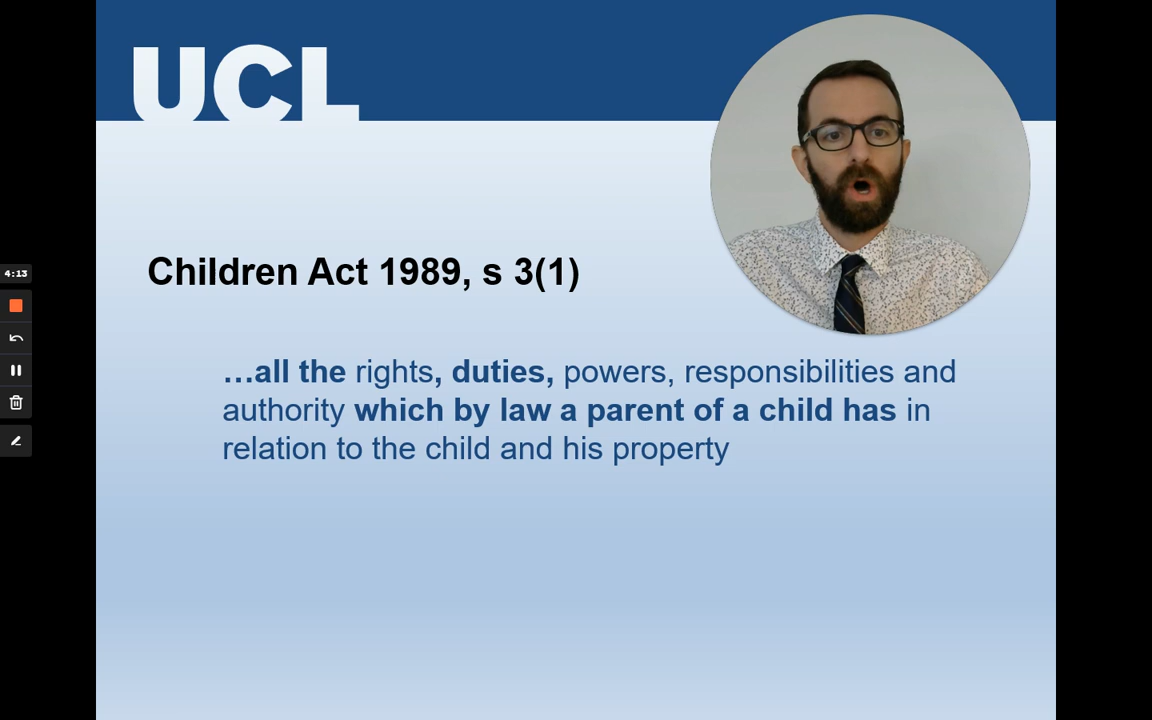 UCL
Children Act 1989, s 3(1)
4:13
…all the rights, duties, powers, responsibilities and
authority which by law a parent of a child has in
relation to the child and his property